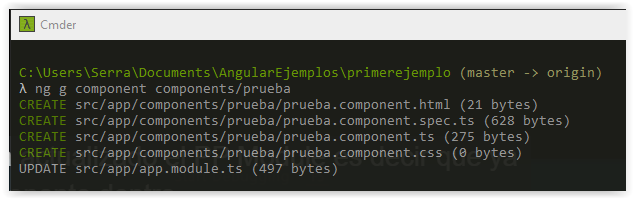 λ Cmder
C:\Users\Serra\Documents\AngularEjemplos\primerejemplo (master -> origin)
λ ng g component components/prueba
CREATE src/app/components/prueba/prueba.component.html (21 bytes)
CREATE src/app/components/prueba/prueba.component.spec.ts (628 bytes)
CREATE src/app/components/prueba/prueba.component.ts (275 bytes)
CREATE src/app/components/prueba/prueba.component.css (0 bytes)
UPDATE src/app/app.module.ts (497 bytes)